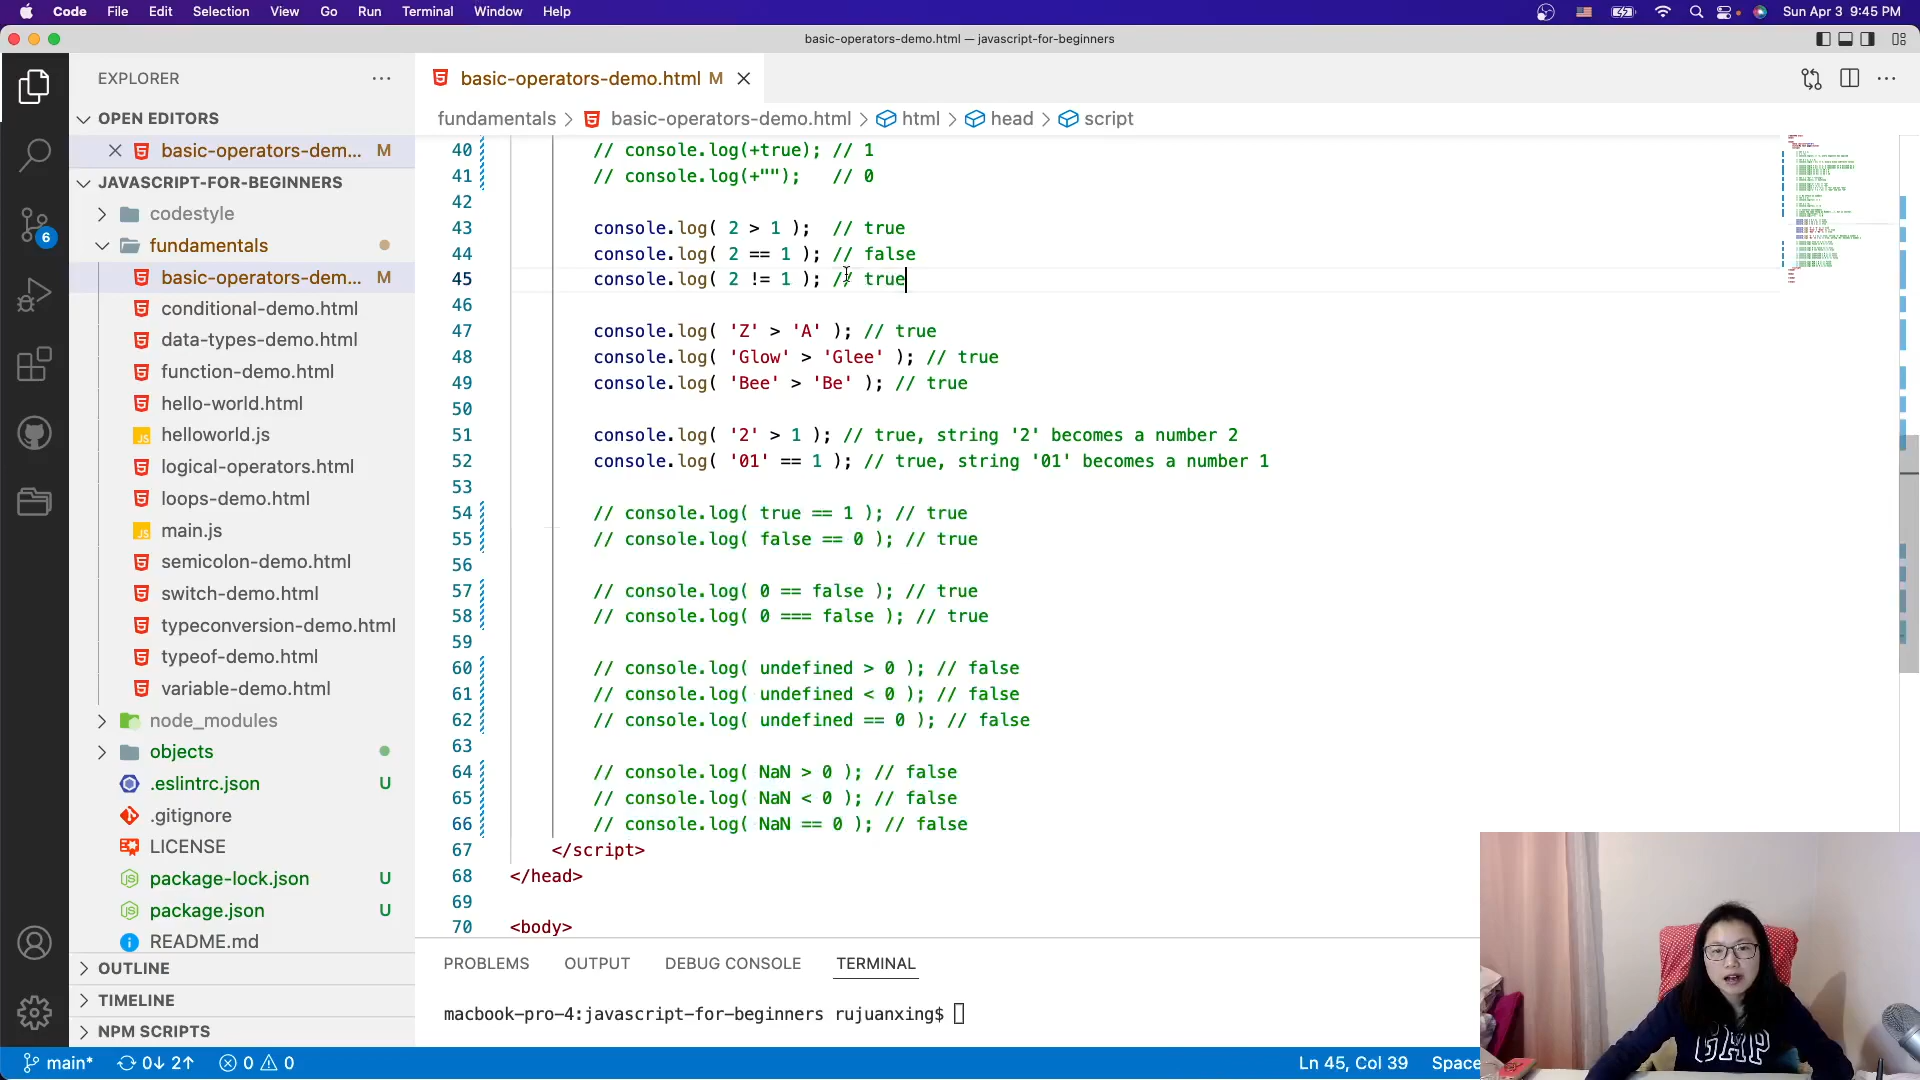 Code File Edit Selection View Go Run Terminal Window Help Sun Apr 3 9:45 PM
basic-operators-demo.html — javascript-for-beginners
EXPLORER
basic-operators-demo.html M
OPEN EDITORS
fundamentals > basic-operators-demo.html > html > head > script
basic-operators-dem... M
JAVASCRIPT-FOR-BEGINNERS
codestyle
fundamentals
basic-operators-dem... M
conditional-demo.html
data-types-demo.html
function-demo.html
hello-world.html
helloworld.js
logical-operators.html
loops-demo.html
main.js
semicolon-demo.html
switch-demo.html
typeconversion-demo.html
typeof-demo.html
variable-demo.html
node_modules
objects
.eslintrc.json U
.gitignore
LICENSE
package-lock.json U
package.json U
README.md
OUTLINE
TIMELINE
NPM SCRIPTS
6
40 // console.log(+true); // 1
41 // console.log(+""); // 0
42
43 console.log( 2 > 1 ); // true
44 console.log( 2 == 1 ); // false
45 console.log( 2 != 1 ); // true
46
47 console.log( 'Z' > 'A' ); // true
48 console.log( 'Glow' > 'Glee' ); // true
49 console.log( 'Bee' > 'Be' ); // true
50
51 console.log( '2' > 1 ); // true, string '2' becomes a number 2
52 console.log( '01' == 1 ); // true, string '01' becomes a number 1
53
54 // console.log( true == 1 ); // true
55 // console.log( false == 0 ); // true
56
57 // console.log( 0 == false ); // true
58 // console.log( 0 === false ); // true
59
60 // console.log( undefined > 0 ); // false
61 // console.log( undefined < 0 ); // false
62 // console.log( undefined == 0 ); // false
63
64 // console.log( NaN > 0 ); // false
65 // console.log( NaN < 0 ); // false
66 // console.log( NaN == 0 ); // false
67 </script>
68 </head>
69
70 <body>
PROBLEMS OUTPUT DEBUG CONSOLE TERMINAL
macbook-pro-4:javascript-for-beginners rujuanxing$
GAP
main* 0↓ 2↑ 0 0 Ln 45, Col 39 Space